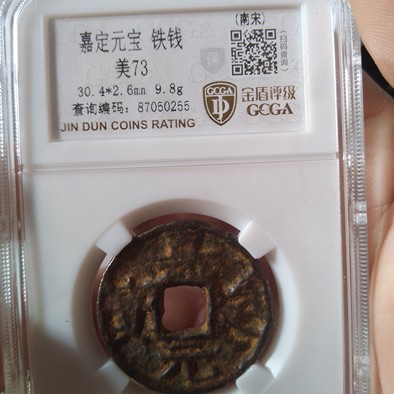 (南宋)
嘉定元宝 铁钱
美73
30.4*2.6mm 9.8g
查询编码: 87050255
JIN DUN COINS RATING
保
(扫码查询)
GCGA
金盾评级
GCGA